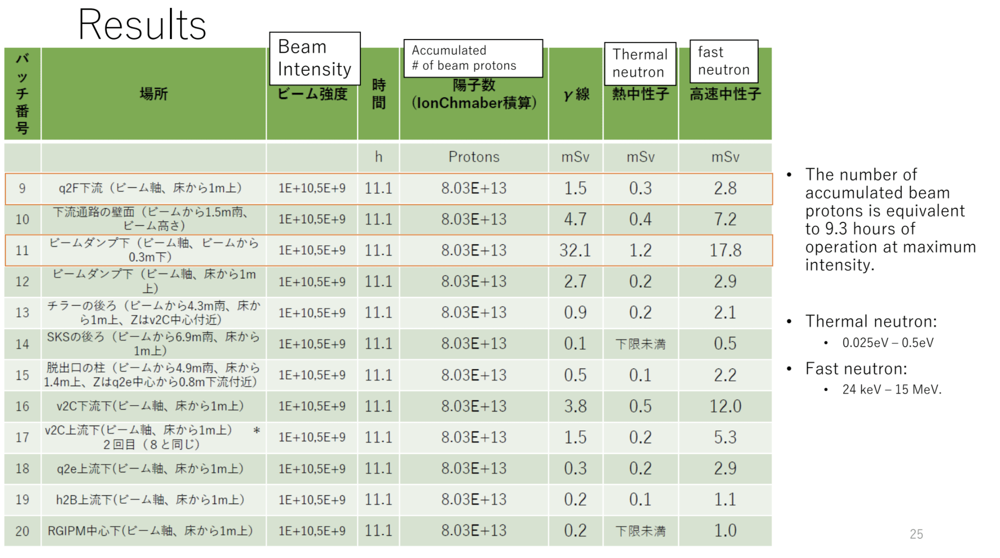 Results
バッチ番号
場所
Beam
Intensity
ビーム強度
時間
Accumulated
# of beam protons
陽子数
(IonChmaber積算)
γ線
Thermal
neutron
熱中性子
fast
neutron
高速中性子
h Protons mSv mSv mSv
9 q2F下流（ビーム軸、床から1m上） 1E+10,5E+9 11.1 8.03E+13 1.5 0.3 2.8
10 下流通路の壁面（ビームから1.5m南、
ビーム高さ） 1E+10,5E+9 11.1 8.03E+13 4.7 0.4 7.2
11 ビームダンプ下（ビーム軸、ビームから
0.3m下） 1E+10,5E+9 11.1 8.03E+13 32.1 1.2 17.8
12 ビームダンプ下（ビーム軸、床から1m
上） 1E+10,5E+9 11.1 8.03E+13 2.7 0.2 2.9
13 チラーの後ろ（ビームから4.3m南、床か
ら1m上、Zはv2C中心付近） 1E+10,5E+9 11.1 8.03E+13 0.9 0.2 2.1
14 SKSの後ろ（ビームから6.9m南、床から
1m上） 1E+10,5E+9 11.1 8.03E+13 0.1 下限未満 0.5
15 脱出口の柱（ビームから4.9m南、床から
1.4m上、Zはq2e中心から0.8m下流付近） 1E+10,5E+9 11.1 8.03E+13 0.5 0.1 2.2
16 v2C下流下(ビーム軸、床から1m上） 1E+10,5E+9 11.1 8.03E+13 3.8 0.5 12.0
17 v2C上流下(ビーム軸、床から1m上） ＊
２回目（８と同じ） 1E+10,5E+9 11.1 8.03E+13 1.5 0.2 5.3
18 q2e上流下(ビーム軸、床から1m上） 1E+10,5E+9 11.1 8.03E+13 0.3 0.2 2.9
19 h2B上流下(ビーム軸、床から1m上） 1E+10,5E+9 11.1 8.03E+13 0.2 0.1 1.1
20 RGIPM中心下(ビーム軸、床から1m上） 1E+10,5E+9 11.1 8.03E+13 0.2 下限未満 1.0
• The number of
accumulated beam
protons is equivalent
to 9.3 hours of
operation at maximum
intensity.
• Thermal neutron:
• 0.025eV – 0.5eV
• Fast neutron:
• 24 keV – 15 MeV.
25